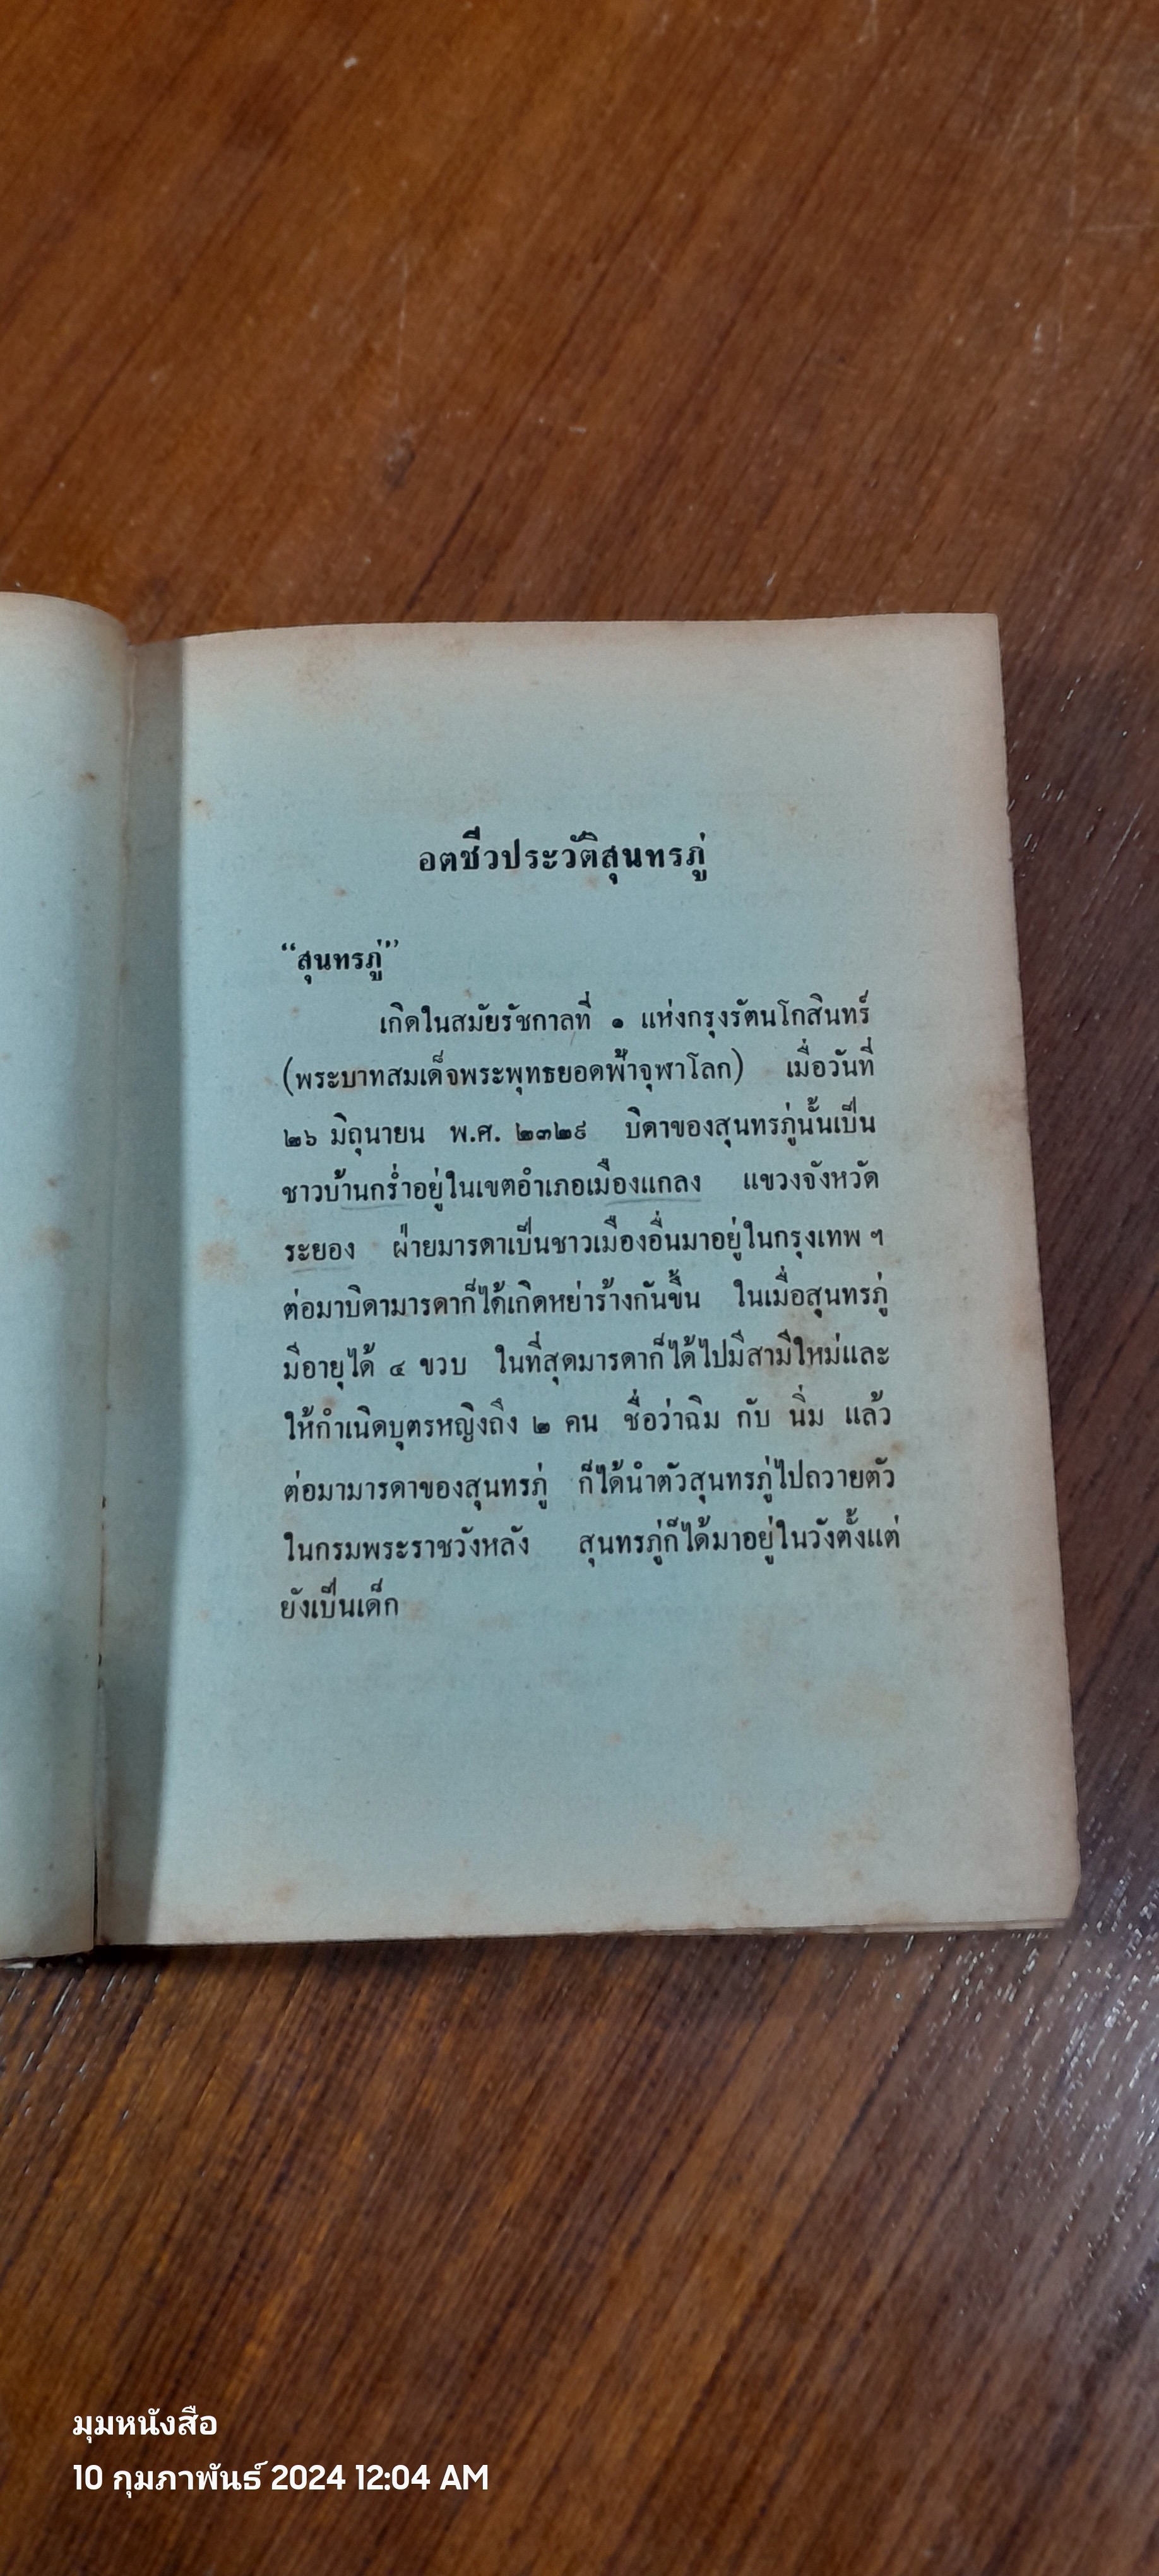 อตชีวประวัติสุนทรภู่
“สุนทรภู่”
เกิดในสมัยรัชกาลที่ ๑ แห่งกรุงรัตนโกสินทร์
(พระบาทสมเด็จพระพุทธยอดฟ้าจุฬาโลก) เมื่อวันที่
๒๖ มิถุนายน พ.ศ. ๒๓๒๙ บิดาของสุนทรภู่นั้นเป็น
ชาวบ้านกร่ำอยู่ในเขตอำเภอเมืองแกลง แขวงจังหวัด
ระยอง ฝ่ายมารดาเป็นชาวเมืองอื่นมาอยู่ในกรุงเทพ ฯ
ต่อมาบิดามารดาก็ได้เกิดหย่าร้างกันขึ้น ในเมื่อสุนทรภู่
มีอายุได้ ๔ ขวบ ในที่สุดมารดาก็ได้ไปมีสามีใหม่และ
ให้กำเนิดบุตรหญิงถึง ๒ คน ชื่อว่าฉิม กับ นิ่ม แล้ว
ต่อมามารดาของสุนทรภู่ ก็ได้นำตัวสุนทรภู่ไปถวายตัว
ในกรมพระราชวังหลัง สุนทรภู่ก็ได้มาอยู่ในวังตั้งแต่
ยังเป็นเด็ก
มุมหนังสือ
10 กุมภาพันธ์ 2024 12:04 AM